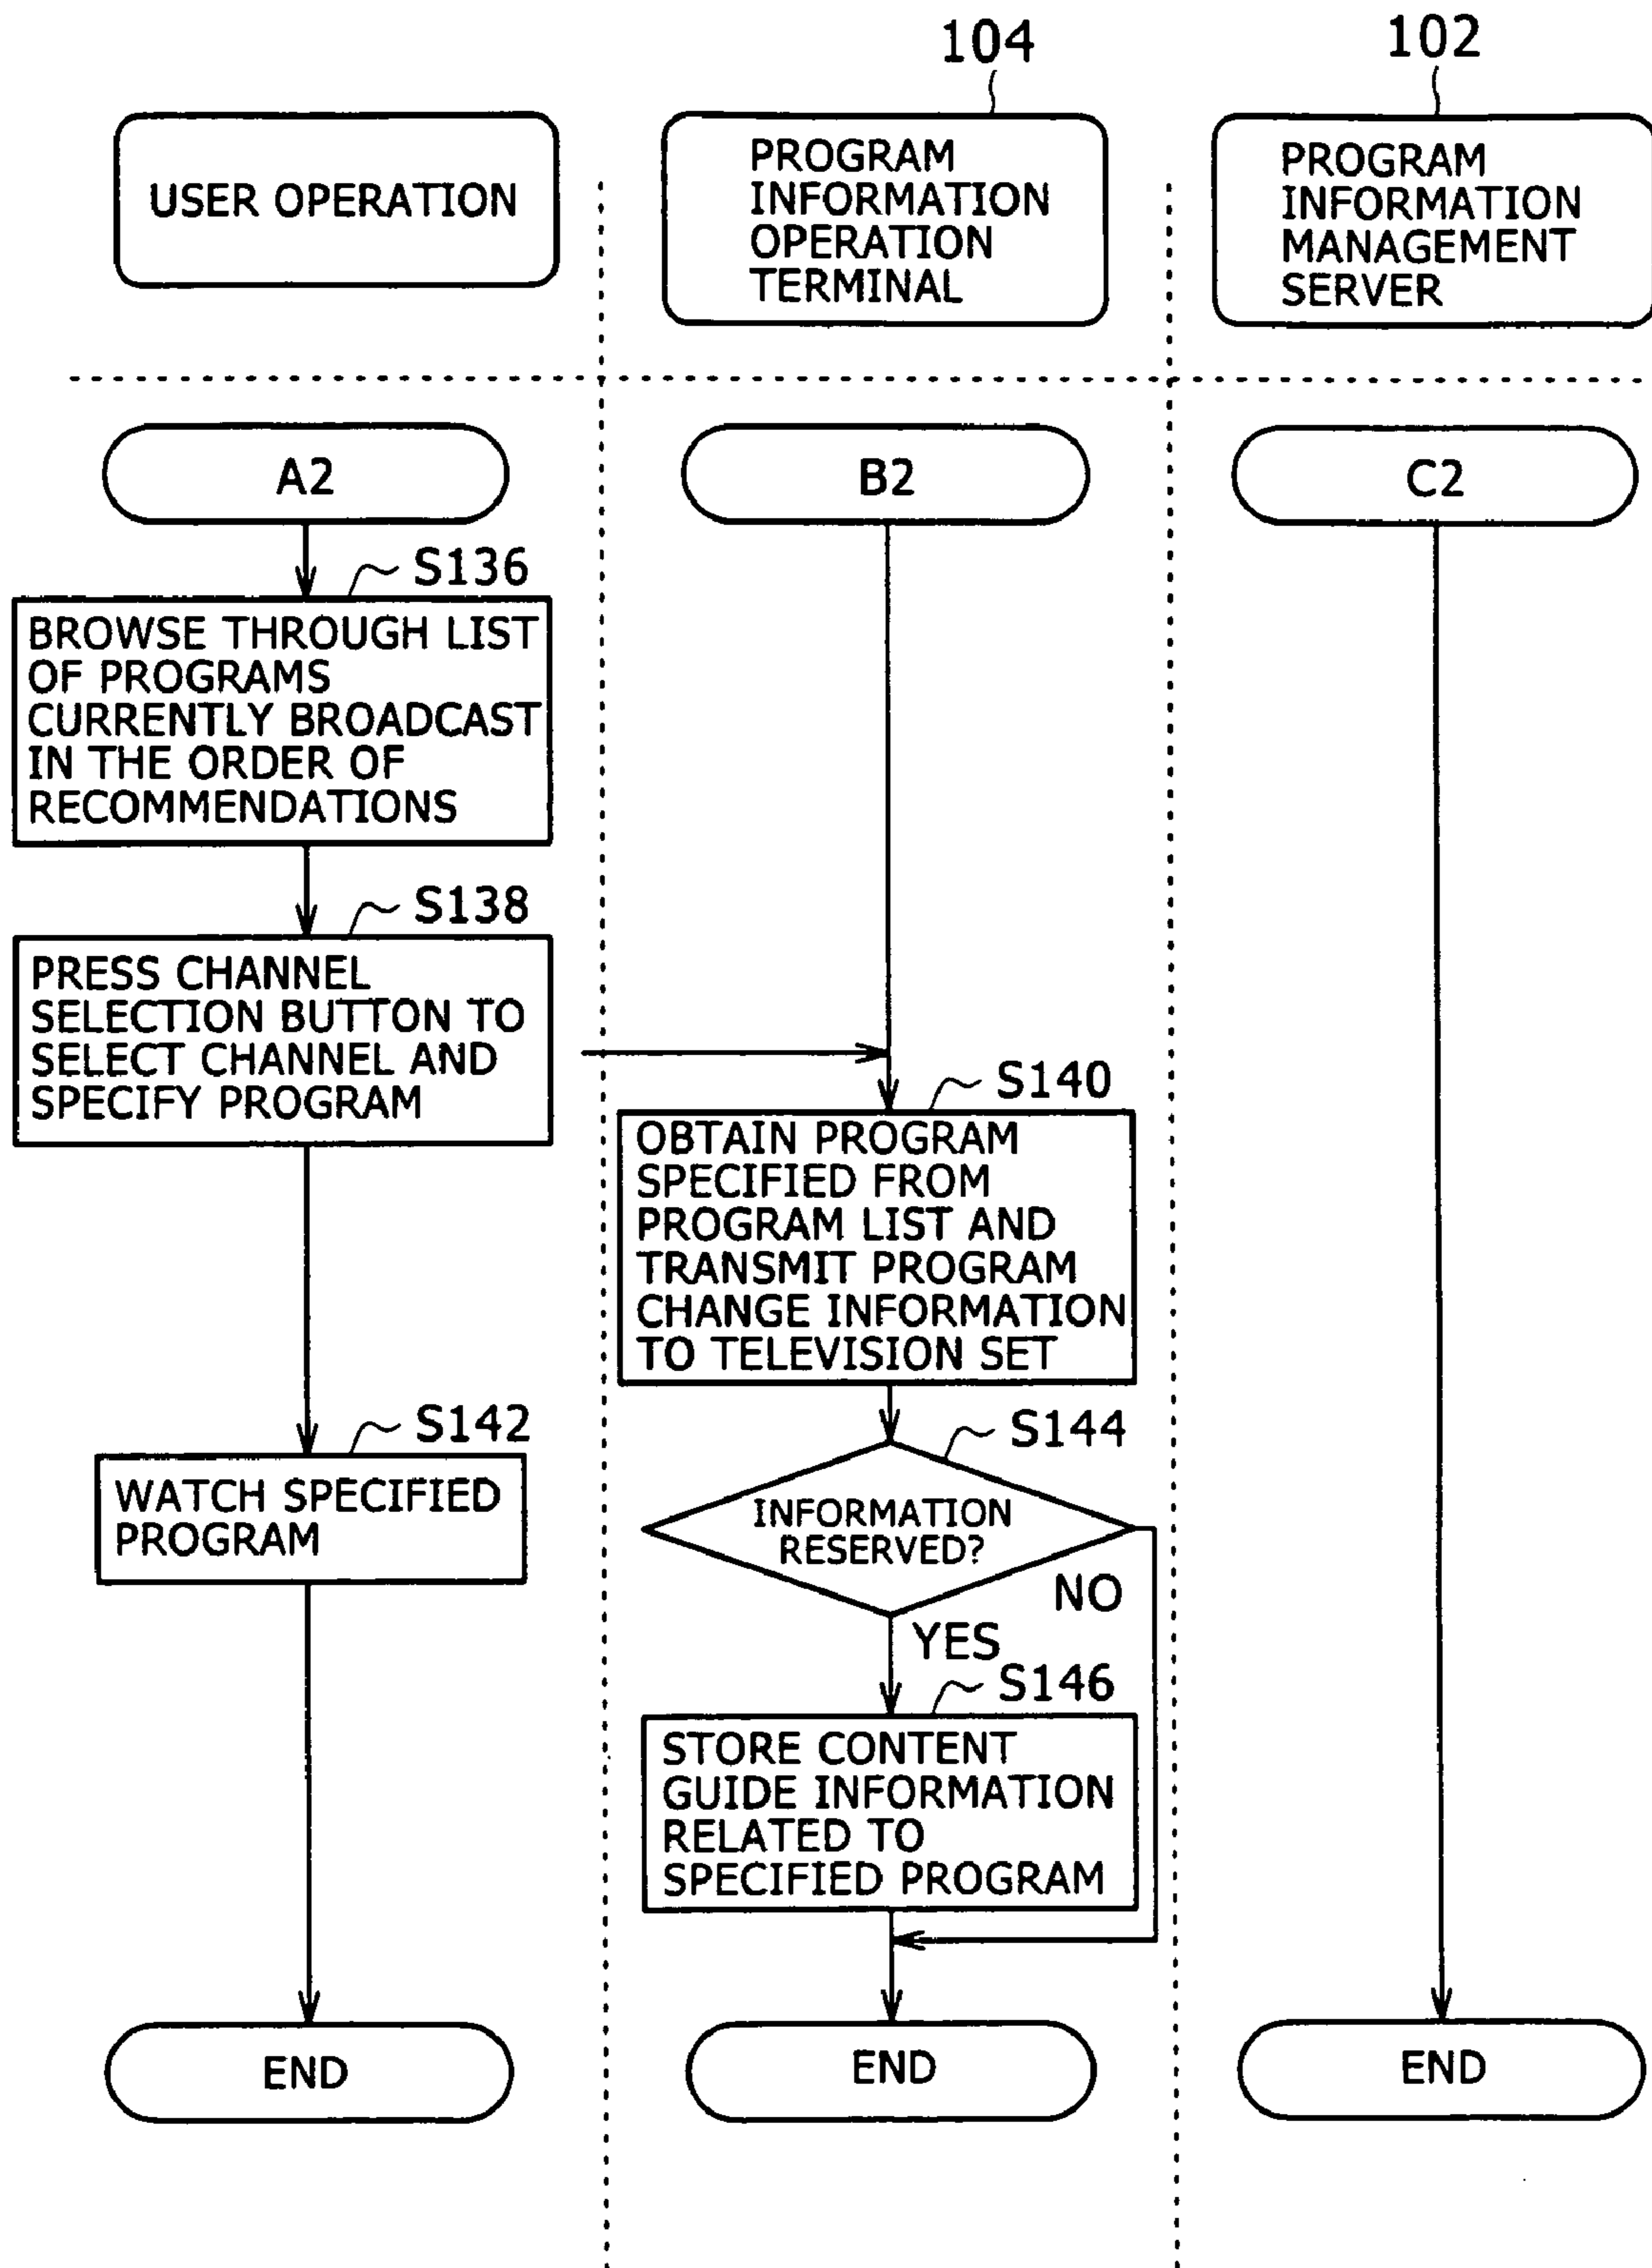 104
102
USER OPERATION
PROGRAM
INFORMATION
OPERATION
TERMINAL
PROGRAM
INFORMATION
MANAGEMENT
SERVER
A2
B2
C2
S136
BROWSE THROUGH LIST
OF PROGRAMS
CURRENTLY BROADCAST
IN THE ORDER OF
RECOMMENDATIONS
S138
PRESS CHANNEL
SELECTION BUTTON TO
SELECT CHANNEL AND
SPECIFY PROGRAM
S140
OBTAIN PROGRAM
SPECIFIED FROM
PROGRAM LIST AND
TRANSMIT PROGRAM
CHANGE INFORMATION
TO TELEVISION SET
S142
WATCH SPECIFIED
PROGRAM
S144
INFORMATION
RESERVED?
NO
YES
S146
STORE CONTENT
GUIDE INFORMATION
RELATED TO
SPECIFIED PROGRAM
END
END
END